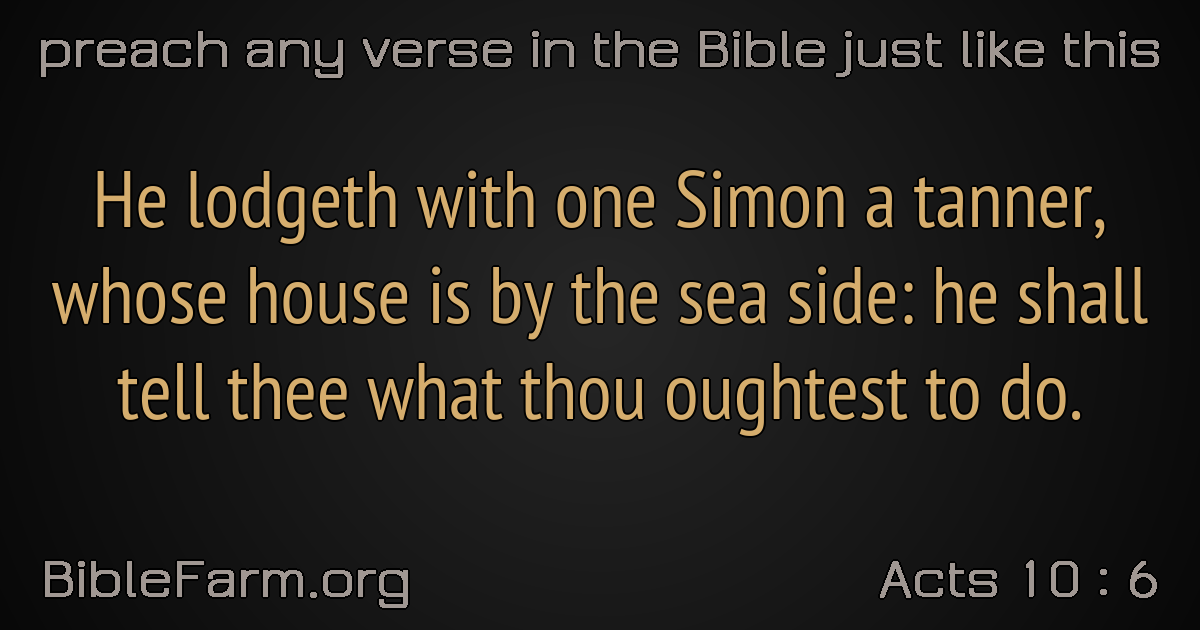 preach any verse in the Bible just like this
He lodgeth with one Simon a tanner,
whose house is by the sea side: he shall
tell thee what thou oughtest to do.
BibleFarm.org
Acts 10 : 6